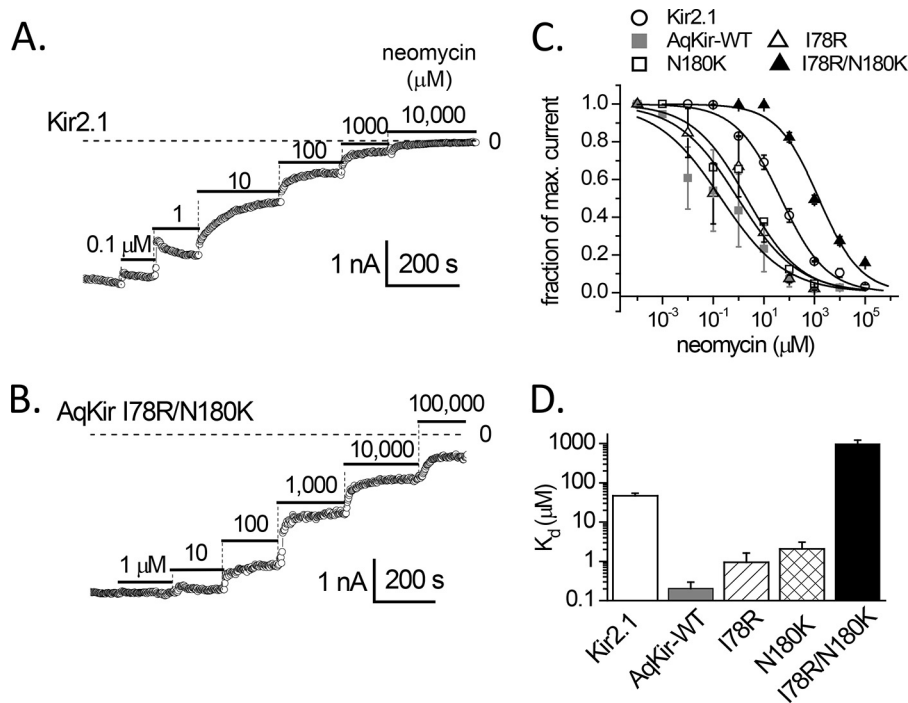 A.
neomycin
(μM)
Kir2.1
10,000
1000
0
100
10
1
0.1 μM
1 nA
200 s
B.
AqKir I78R/N180K
100,000
0
10,000
1,000
100
10
1 μM
1 nA
200 s
C.
Kir2.1
AqKir-WT
I78R
N180K
I78R/N180K
fraction of max. current
1.0
0.8
0.6
0.4
0.2
0.0
10⁻³ 10⁻¹ 10¹ 10³ 10⁵
neomycin (μM)
D.
Kd (μM)
1000
100
10
1
0.1
Kir2.1
AqKir-WT
I78R
N180K
I78R/N180K